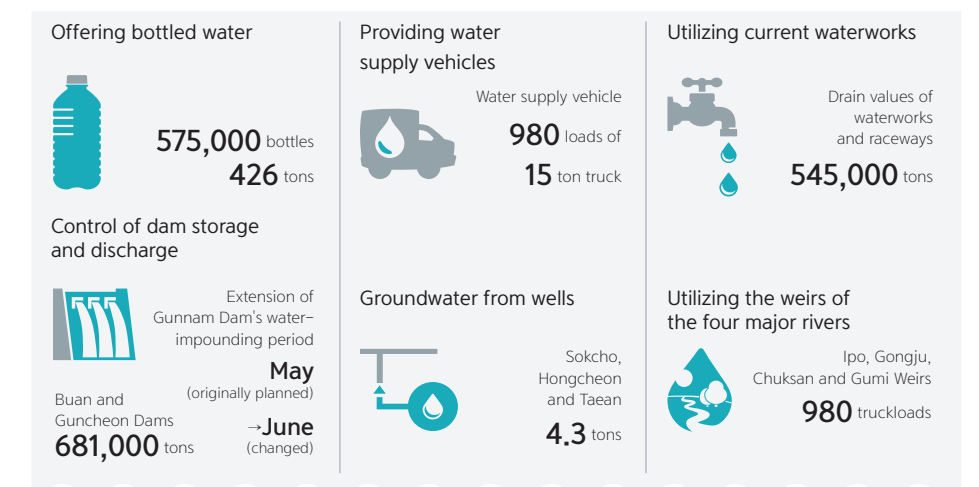 Offering bottled water
575,000 bottles
426 tons
Control of dam storage
and discharge
Extension of
Gunnam Dam's water-
impounding period
May
(originally planned)
→June
(changed)
Buan and
Guncheon Dams
681,000 tons
Providing water
supply vehicles
Water supply vehicle
980 loads of
15 ton truck
Groundwater from wells
Sokcho,
Hongcheon
and Taean
4.3 tons
Utilizing current waterworks
Drain values of
waterworks
and raceways
545,000 tons
Utilizing the weirs of
the four major rivers
Ipo, Gongju,
Chuksan and Gumi Weirs
980 truckloads